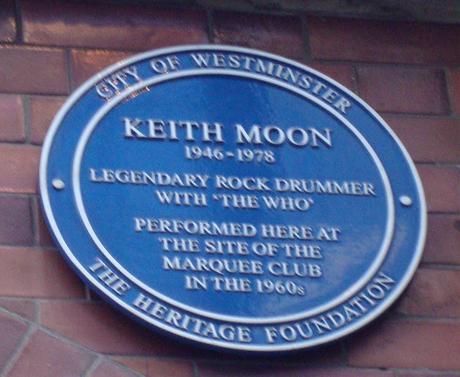 CITY OF WESTMINSTER
KEITH MOON
1946-1978
LEGENDARY ROCK DRUMMER
WITH 'THE WHO'
PERFORMED HERE AT
THE SITE OF THE
MARQUEE CLUB
IN THE 1960s
THE HERITAGE FOUNDATION